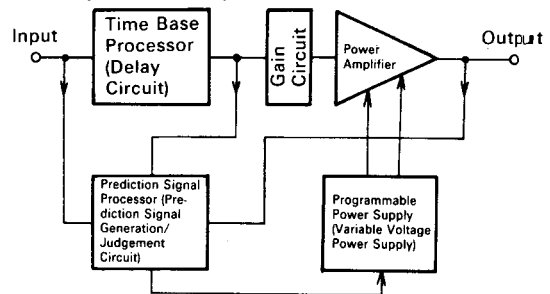 Input
Time Base
Processor
(Delay
Circuit)
Gain
Circuit
Power
Amplifier
Output
Prediction Signal
Processor (Pre-
diction Signal
Generation/
Judgement
Circuit)
Programmable
Power Supply
(Variable Voltage
Power Supply)